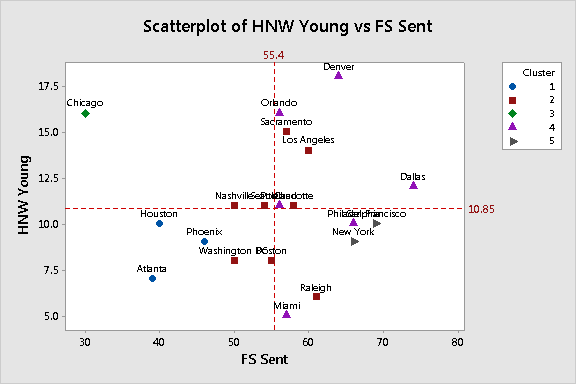 Scatterplot of HNW Young vs FS Sent
55.4
Denver
Cluster
1
2
3
4
5
17.5
Chicago
Orlando
Sacramento
15.0
Los Angeles
Dallas
12.5
Nashville
10.85
HNW Young
Houston
San Francisco
10.0
Phoenix
New York
Washington DC
Boston
7.5
Atlanta
Raleigh
Miami
5.0
30
40
50
60
70
80
FS Sent